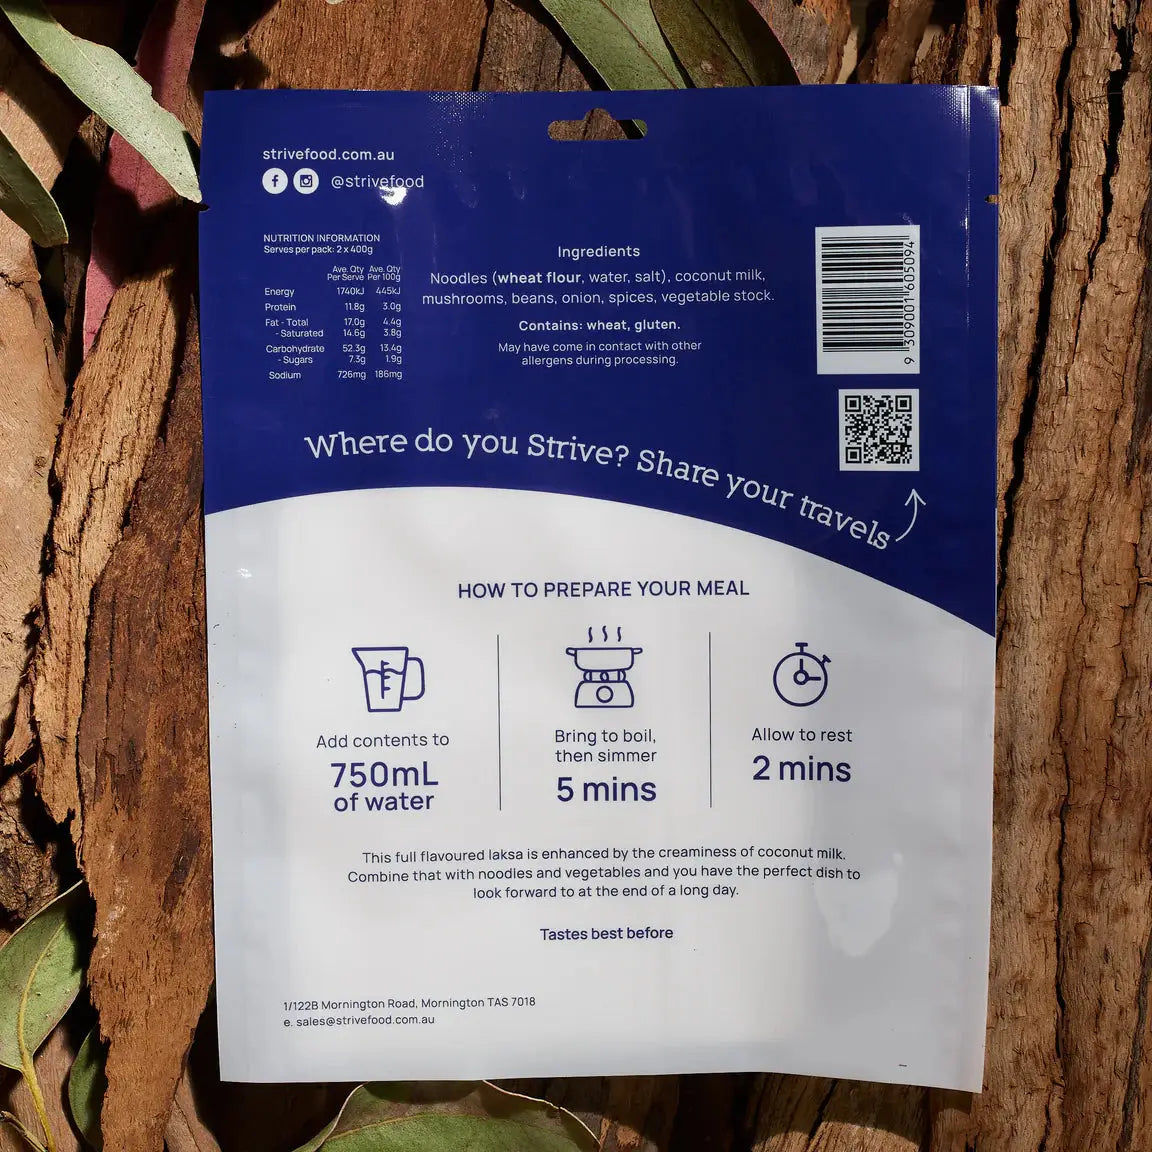 strivefood.com.au
@strivefood
NUTRITION INFORMATION
Serves per pack: 2 x 400g
Ave. Qty Ave. Qty
Per Serve Per 100g
Energy 1740kJ 445kJ
Protein 11.8g 3.0g
Fat - Total 17.0g 4.4g
- Saturated 14.6g 3.8g
Carbohydrate 52.3g 13.4g
- Sugars 7.3g 1.9g
Sodium 726mg 186mg
Ingredients
Noodles (wheat flour, water, salt), coconut milk,
mushrooms, beans, onion, spices, vegetable stock.
Contains: wheat, gluten.
May have come in contact with other
allergens during processing.
9 309001 605094
Where do you Strive? Share your travels
HOW TO PREPARE YOUR MEAL
Add contents to
750mL
of water
Bring to boil,
then simmer
5 mins
Allow to rest
2 mins
This full flavoured laksa is enhanced by the creaminess of coconut milk.
Combine that with noodles and vegetables and you have the perfect dish to
look forward to at the end of a long day.
Tastes best before
1/122B Mornington Road, Mornington TAS 7018
e. sales@strivefood.com.au